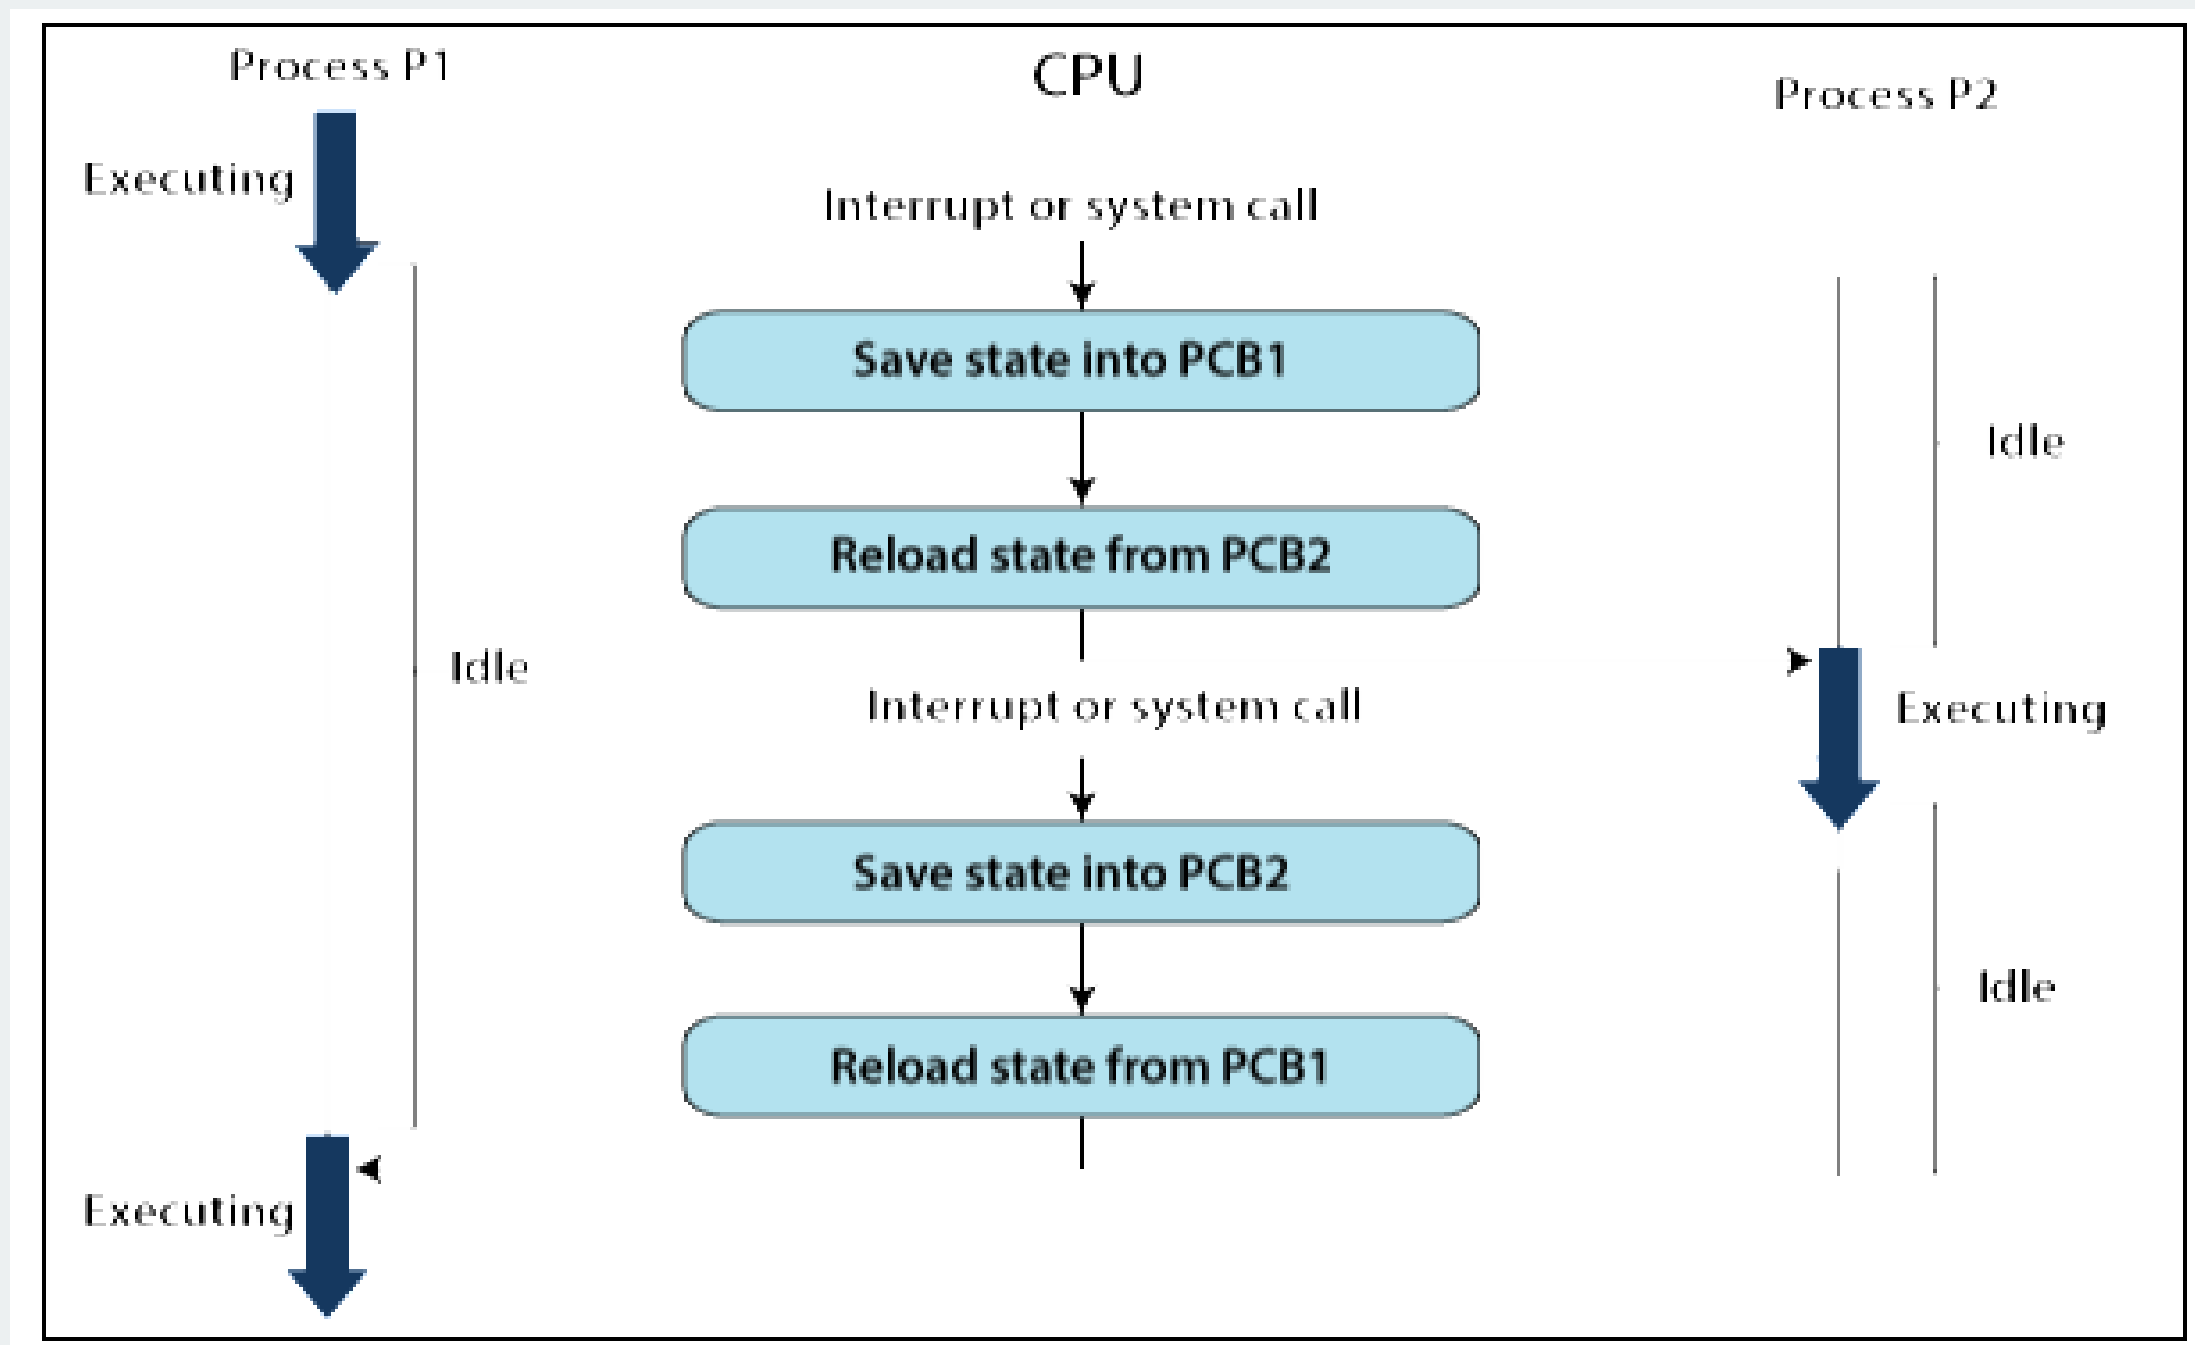 Process P1
CPU
Process P2
Executing
Interrupt or system call
Save state into PCB1
Idle
Reload state from PCB2
Idle
Interrupt or system call
Executing
Save state into PCB2
Idle
Reload state from PCB1
Executing